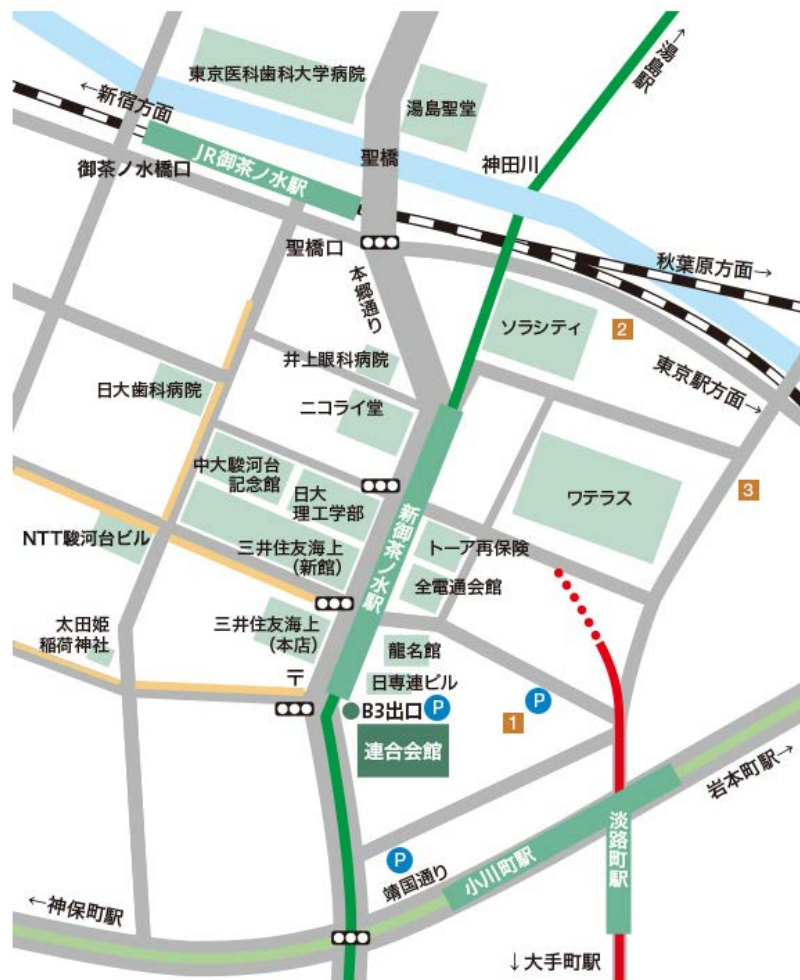 →湯島駅
東京医科歯科大学病院
湯島聖堂
←新宿方面
聖橋
神田川
JR御茶ノ水駅
御茶ノ水橋口
聖橋口
秋葉原方面→
本郷通り
ソラシティ
2
井上眼科病院
東京駅方面→
日大歯科病院
ニコライ堂
中大駿河台
記念館
日大
理工学部
ワテラス
3
新御茶ノ水駅
NTT駿河台ビル
三井住友海上
(新館)
トーア再保険
全電通会館
太田姫
稲荷神社
三井住友海上
(本店)
龍名館
〒
日専連ビル
B3出口
P
P
1
連合会館
岩本町駅→
淡路町駅
小川町駅
P
靖国通り
←神保町駅
↓大手町駅